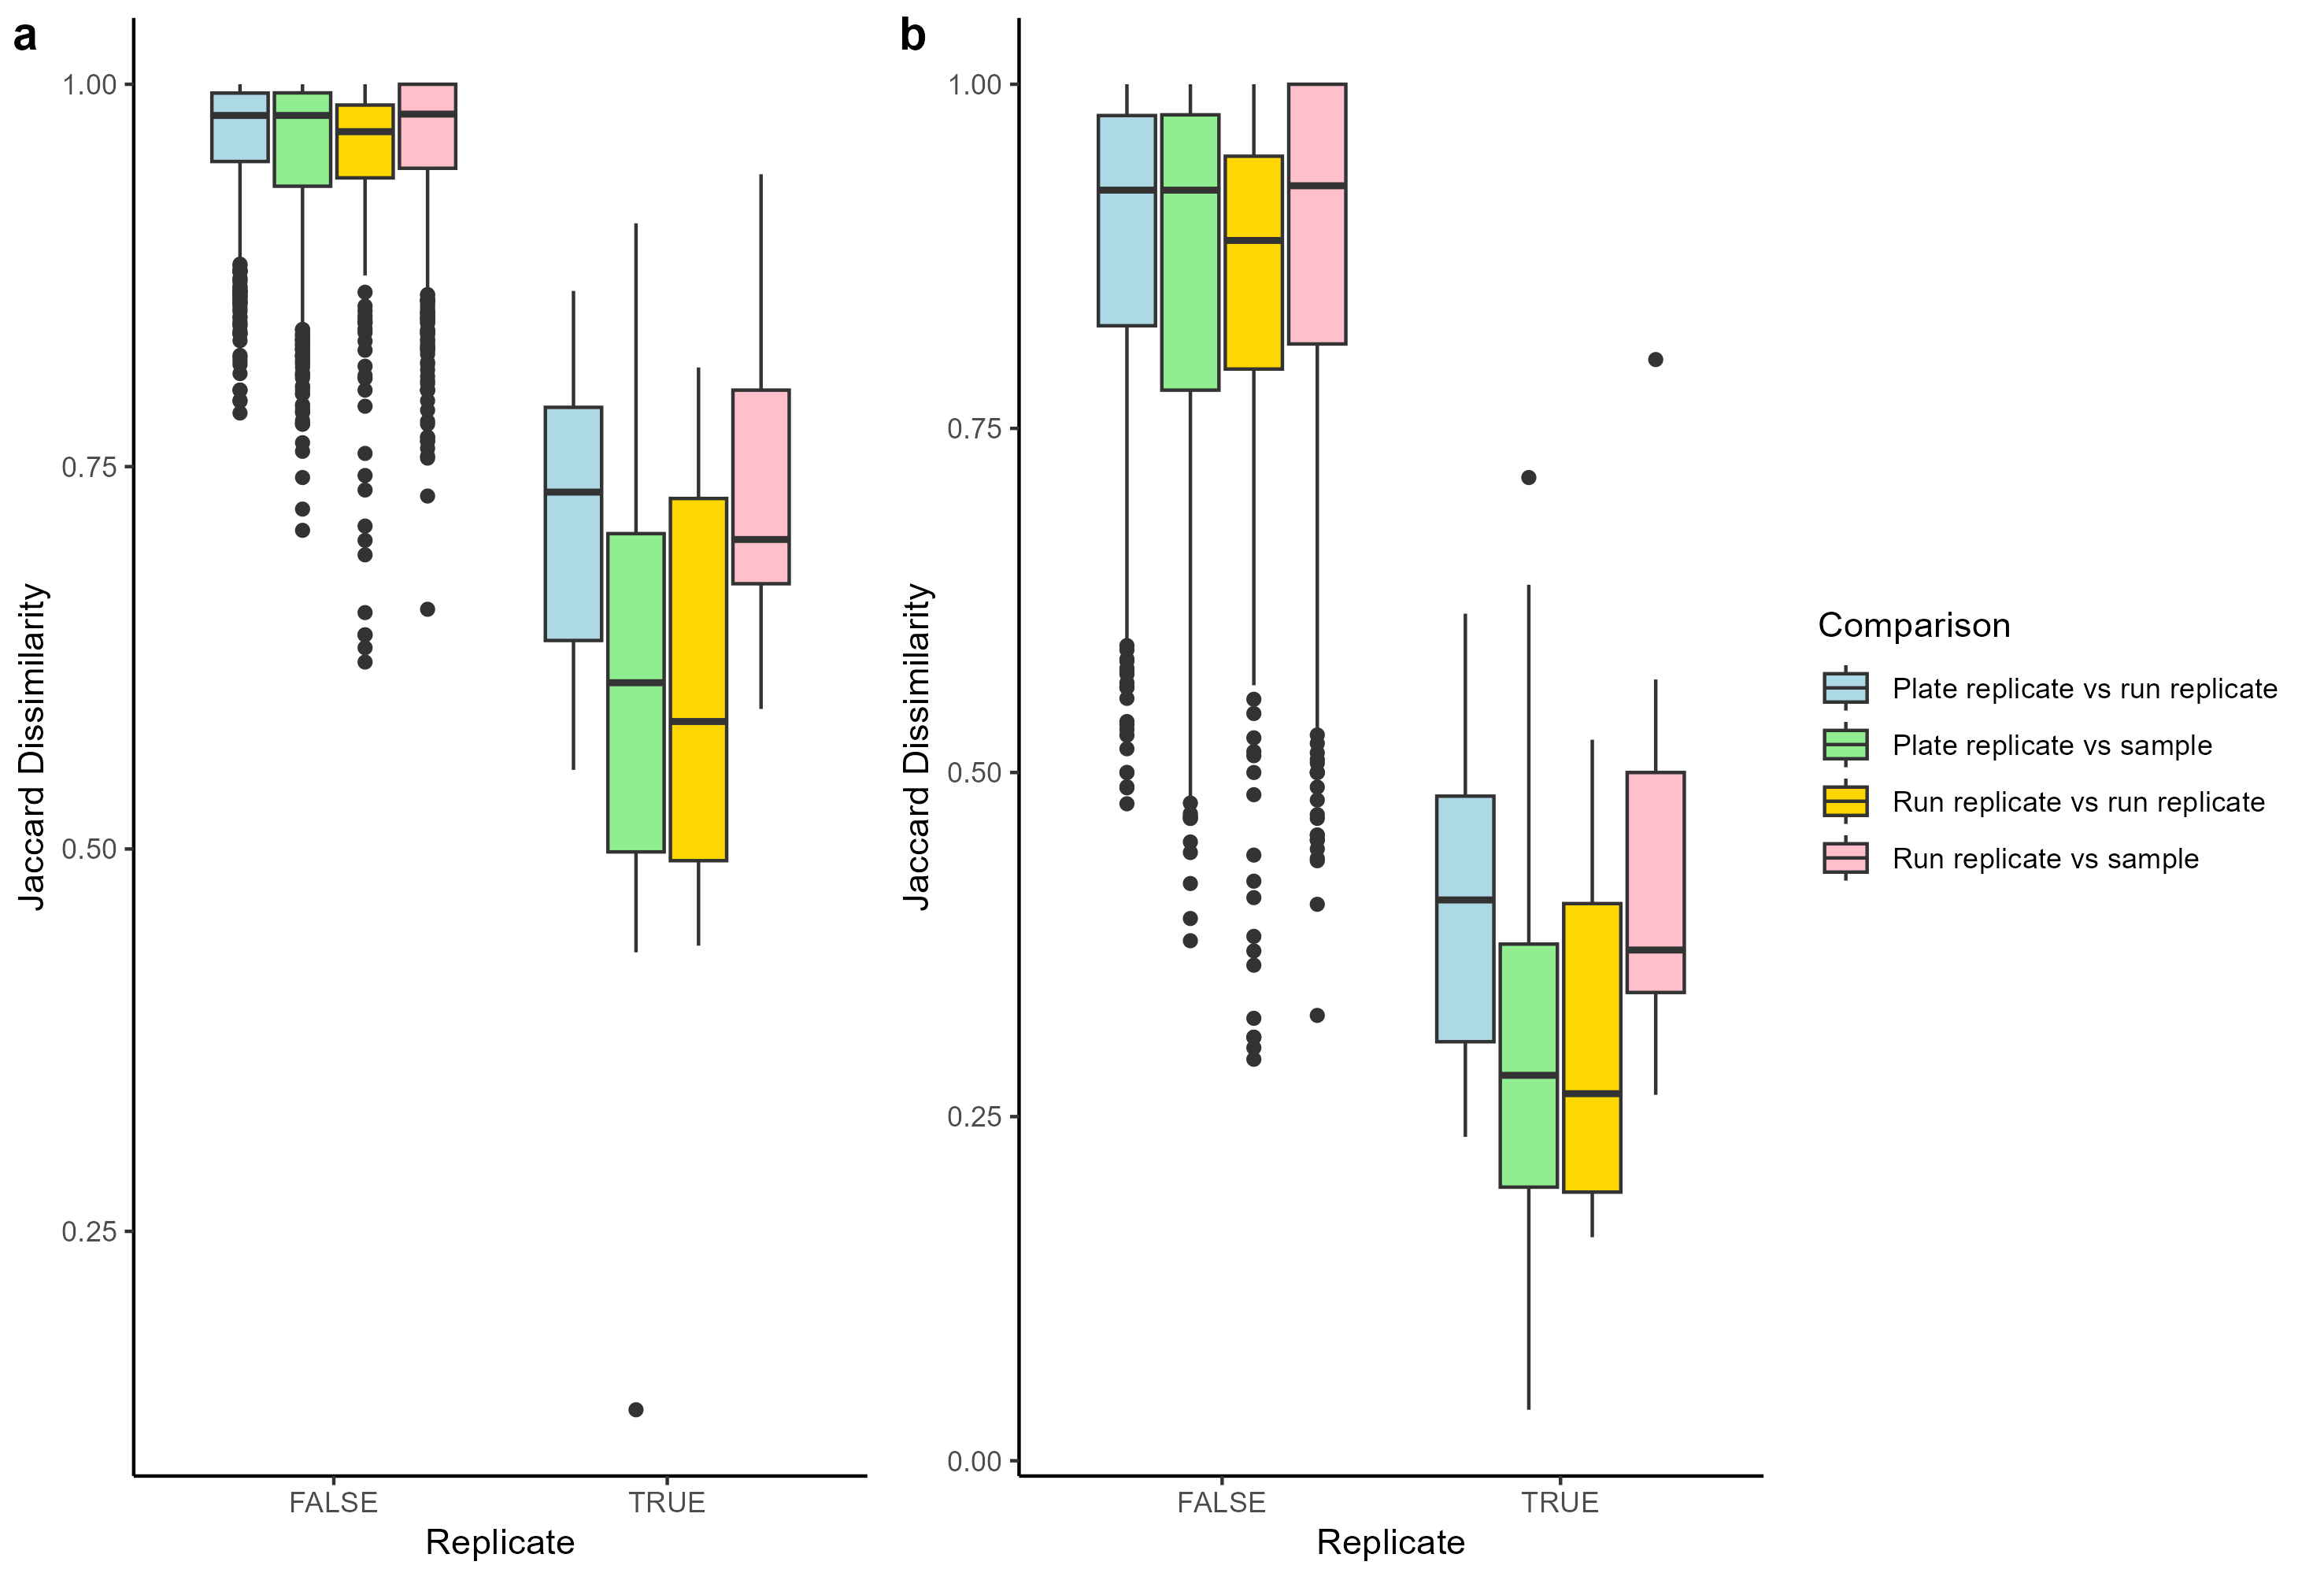 a
Jaccard Dissimilarity
1.00
0.75
0.50
0.25
FALSE
TRUE
Replicate
b
Jaccard Dissimilarity
1.00
0.75
0.50
0.25
0.00
FALSE
TRUE
Replicate
Comparison
Plate replicate vs run replicate
Plate replicate vs sample
Run replicate vs run replicate
Run replicate vs sample